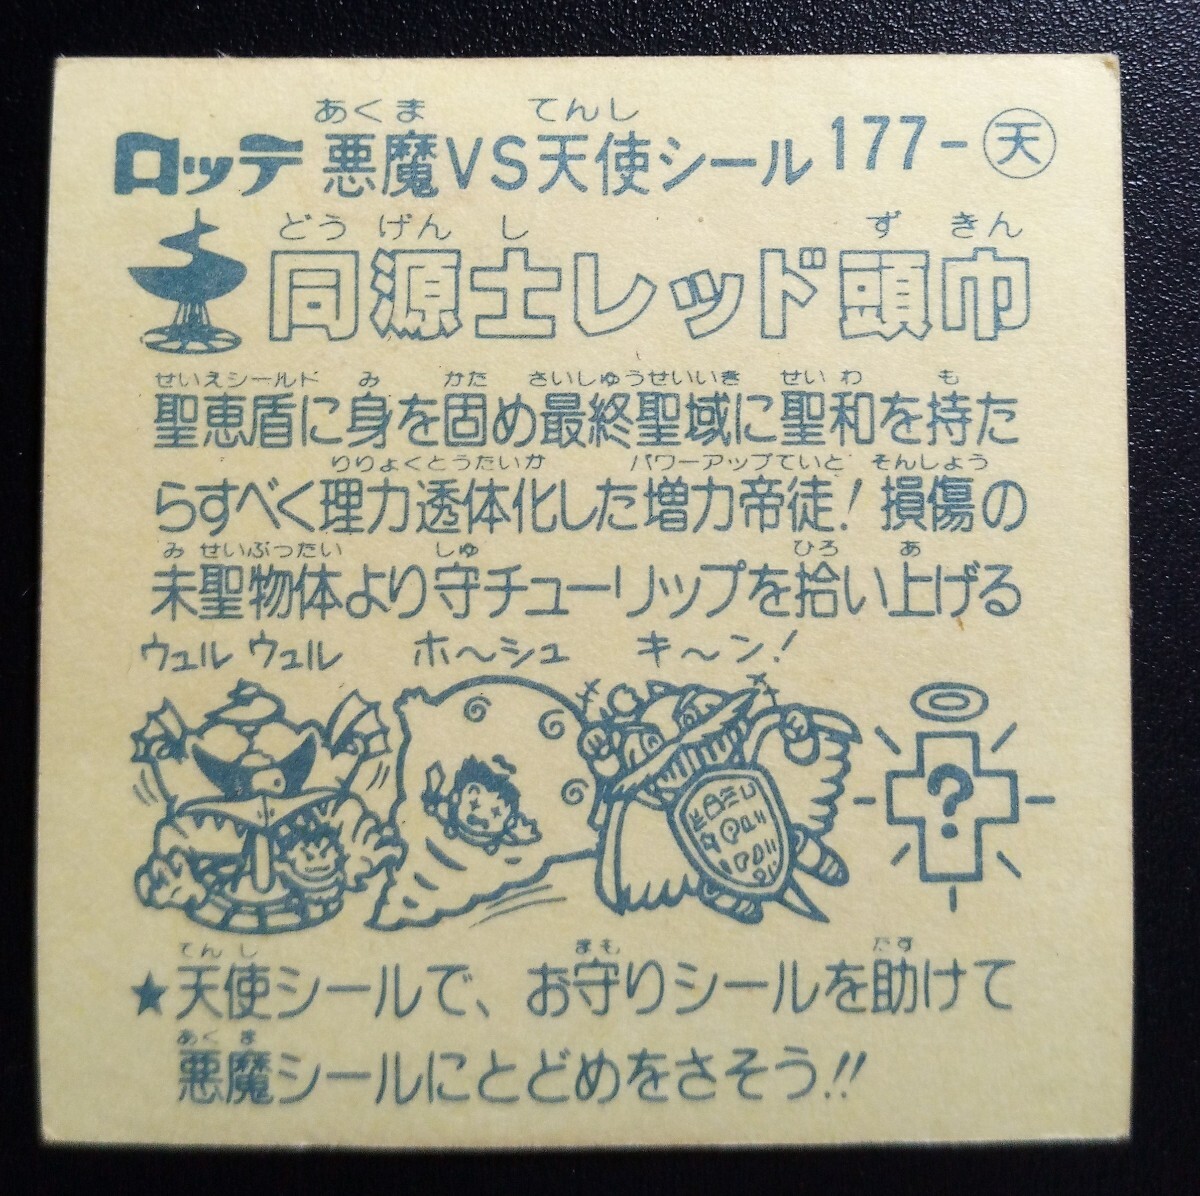 ロッテ 悪魔VS天使シール 177-天
あくま てんし
同源士レッド頭巾
どうげんし ずきん
聖恵盾に身を固め最終聖域に聖和を持た
せいえシールド み かた さいしゅうせいいき せいわ も
らすべく理力透体化した増力帝徒！損傷の
りりょくとうたいか パワーアップていと そんしょう
未聖物体より守チューリップを拾い上げる
み せいぶったい しゅ ひろ あ
ウュル ウュル ホ〜シュ キ〜ン！
?
★天使シールで、お守りシールを助けて
てんし まも たす
悪魔シールにとどめをさそう!!
あくま